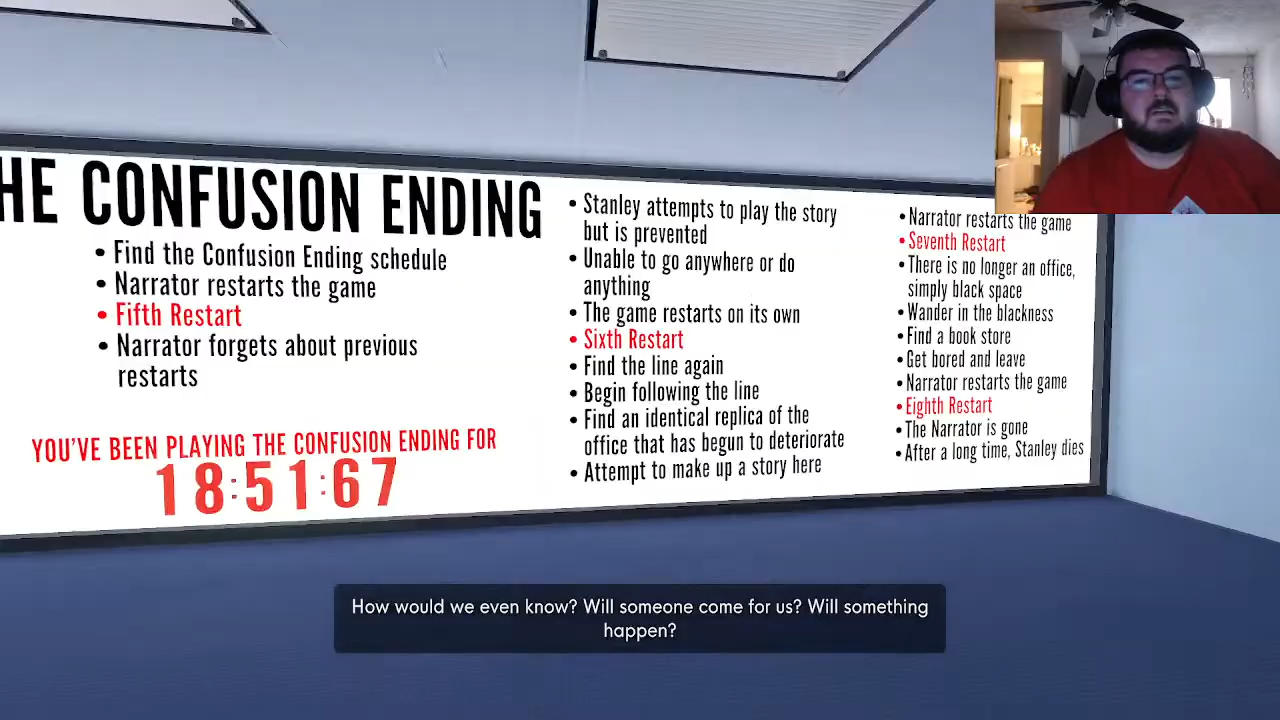 HE CONFUSION ENDING
• Find the Confusion Ending schedule
• Narrator restarts the game
• Fifth Restart
• Narrator forgets about previous
restarts
YOU'VE BEEN PLAYING THE CONFUSION ENDING FOR
18:51:67
• Stanley attempts to play the story
but is prevented
• Unable to go anywhere or do
anything
• The game restarts on its own
• Sixth Restart
• Find the line again
• Begin following the line
• Find an identical replica of the
office that has begun to deteriorate
• Attempt to make up a story here
• Narrator restarts the game
• Seventh Restart
• There is no longer an office,
simply black space
• Wander in the blackness
• Find a book store
• Get bored and leave
• Narrator restarts the game
• Eighth Restart
• The Narrator is gone
• After a long time, Stanley dies
How would we even know? Will someone come for us? Will something
happen?